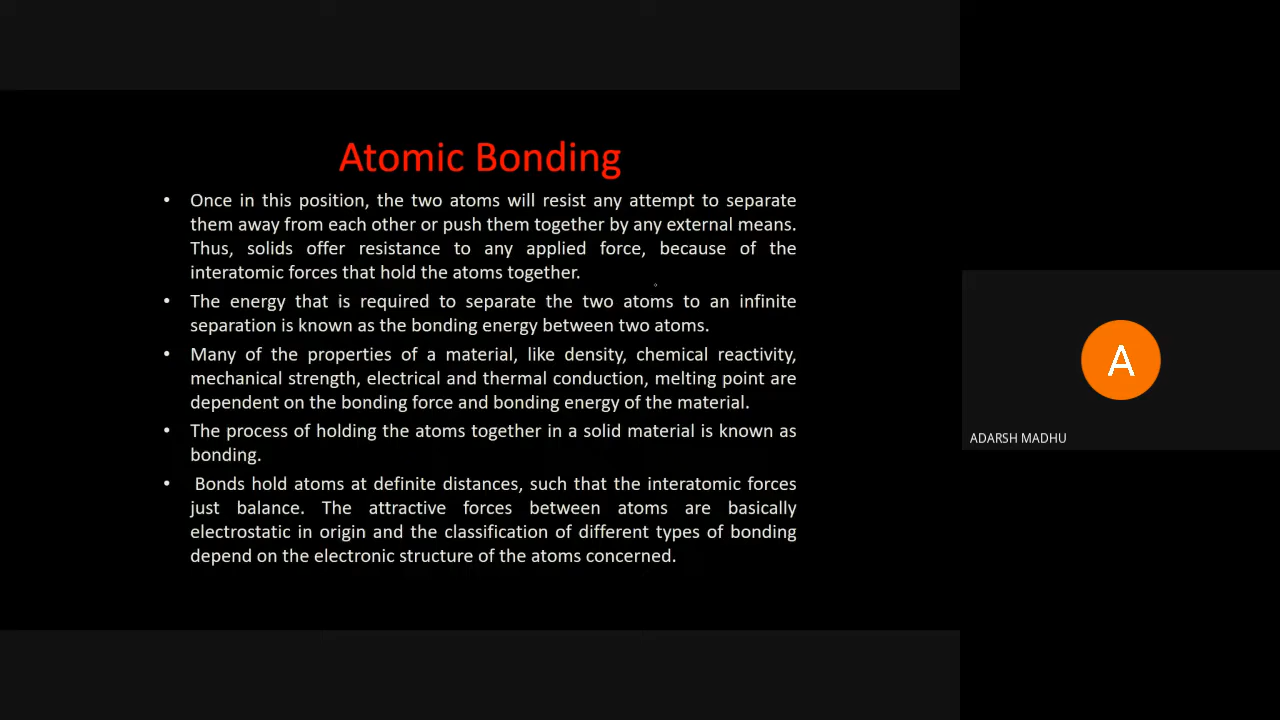 Atomic Bonding
• Once in this position, the two atoms will resist any attempt to separate
them away from each other or push them together by any external means.
Thus, solids offer resistance to any applied force, because of the
interatomic forces that hold the atoms together.
• The energy that is required to separate the two atoms to an infinite
separation is known as the bonding energy between two atoms.
• Many of the properties of a material, like density, chemical reactivity,
mechanical strength, electrical and thermal conduction, melting point are
dependent on the bonding force and bonding energy of the material.
• The process of holding the atoms together in a solid material is known as
bonding.
• Bonds hold atoms at definite distances, such that the interatomic forces
just balance. The attractive forces between atoms are basically
electrostatic in origin and the classification of different types of bonding
depend on the electronic structure of the atoms concerned.
A
ADARSH MADHU